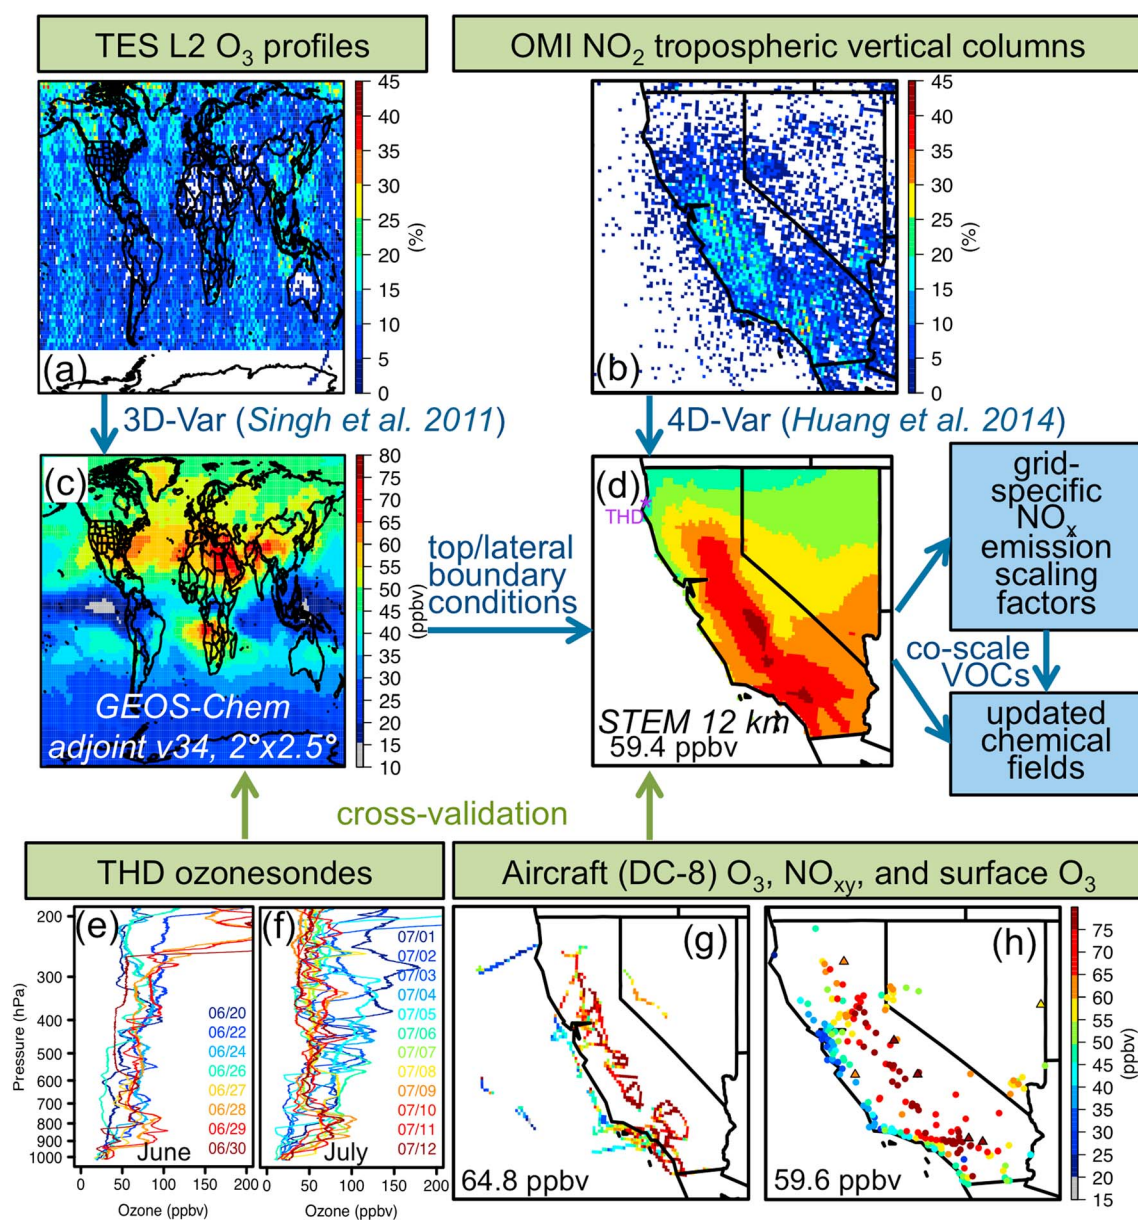 TES L2 O3 profiles
OMI NO2 tropospheric vertical columns
45
40
35
30
25
20
15
10
5
0
(%)
(a)
45
40
35
30
25
20
15
10
5
0
(%)
(b)
3D-Var (Singh et al. 2011)
4D-Var (Huang et al. 2014)
(c)
80
75
70
65
60
55
50
45
40
35
30
25
20
15
10
(ppbv)
GEOS-Chem
adjoint v34, 2°x2.5°
top/lateral
boundary
conditions
(d)
THD
STEM 12 km
59.4 ppbv
grid-
specific
NOx
emission
scaling
factors
co-scale
VOCs
updated
chemical
fields
cross-validation
THD ozonesondes
Aircraft (DC-8) O3, NOxy, and surface O3
Pressure (hPa)
200
300
400
500
600
700
800
900
1000
(e)
06/20
06/22
06/24
06/26
06/27
06/28
06/29
06/30
June
0 50 100 150 200
Ozone (ppbv)
(f)
07/01
07/02
07/03
07/04
07/05
07/06
07/07
07/08
07/09
07/10
07/11
07/12
July
0 50 100 150 200
Ozone (ppbv)
(g)
64.8 ppbv
(h)
59.6 ppbv
75
70
65
60
55
50
45
40
35
30
25
20
15
(ppbv)